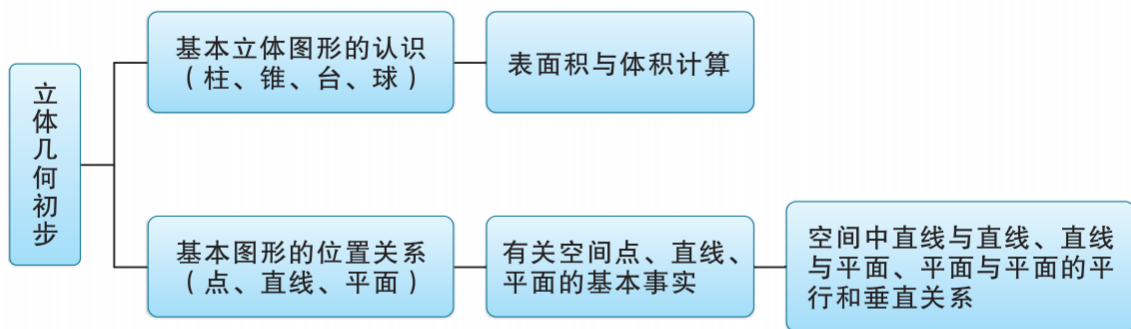 立体几何初步
基本立体图形的认识
（柱、锥、台、球）
表面积与体积计算
基本图形的位置关系
（点、直线、平面）
有关空间点、直线、
平面的基本事实
空间中直线与直线、直线
与平面、平面与平面的平
行和垂直关系